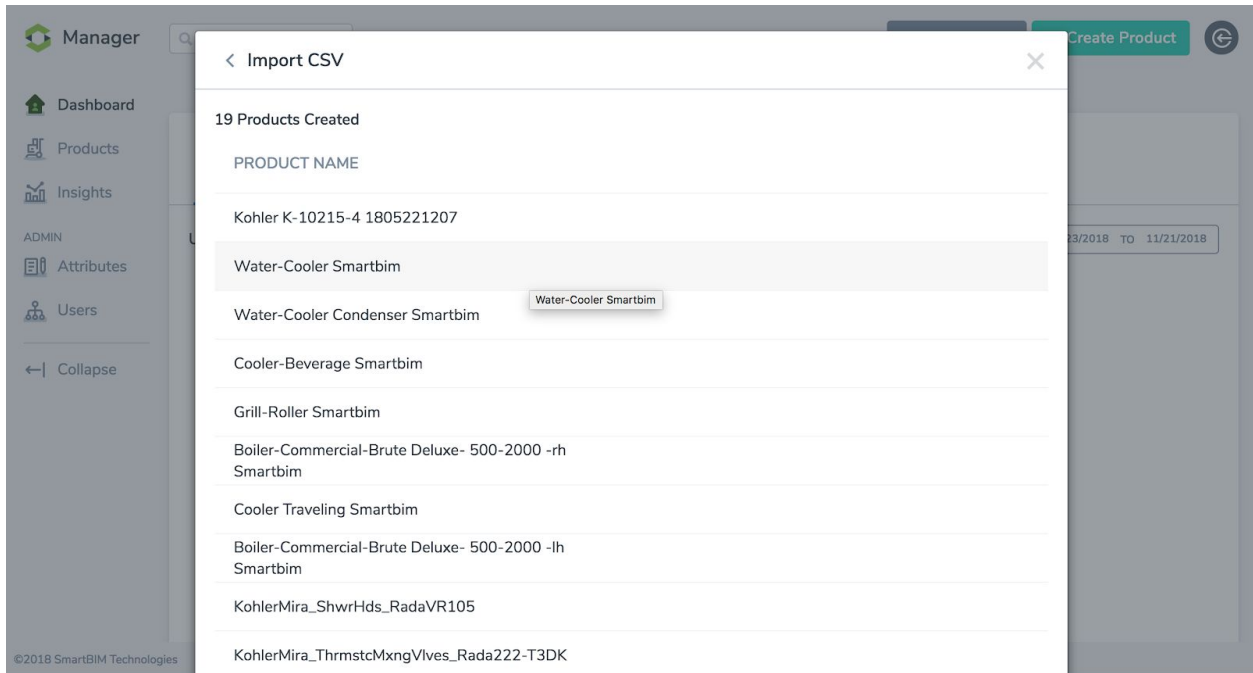 Manager
Create Product
Import CSV
Dashboard
Products
Insights
ADMIN
Attributes
Users
Collapse
19 Products Created
PRODUCT NAME
Kohler K-10215-4 1805221207
Water-Cooler Smartbim
Water-Cooler Smartbim
Water-Cooler Condenser Smartbim
Cooler-Beverage Smartbim
Grill-Roller Smartbim
Boiler-Commercial-Brute Deluxe- 500-2000 -rh
Smartbim
Cooler Traveling Smartbim
Boiler-Commercial-Brute Deluxe- 500-2000 -lh
Smartbim
KohlerMira_ShwrHds_RadaVR105
KohlerMira_ThrmstcMxngVlves_Rada222-T3DK
23/2018 TO 11/21/2018
©2018 SmartBIM Technologies